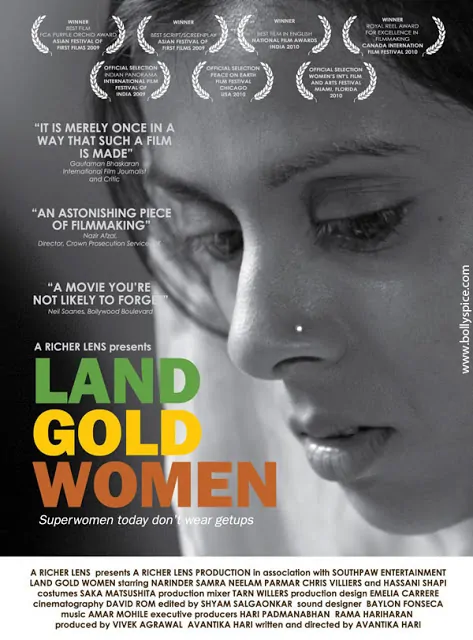 WINNER
BEST FILM
FCA PURPLE ORCHID AWARD
ASIAN FESTIVAL OF
FIRST FILMS 2009
WINNER
BEST SCRIPT/SCREENPLAY
ASIAN FESTIVAL OF
FIRST FILMS 2009
WINNER
BEST FILM IN ENGLISH
NATIONAL FILM AWARDS
INDIA 2010
WINNER
ROYAL REEL AWARD
FOR EXCELLENCE IN
FILMMAKING
CANADA INTERNATION
FILM FESTIVAL 2010
OFFICIAL SELECTION
INDIAN PANORAMA
INTERNATIONAL FILM
FESTIVAL OF
INDIA 2009
OFFICIAL SELECTION
PEACE ON EARTH
FILM FESTIVAL
CHICAGO
USA 2010
OFFICIAL SELECTION
WOMEN'S INT'L FILM
AND ARTS FESTIVAL
MIAMI, FLORIDA
2010
“IT IS MERELY ONCE IN A
WAY THAT SUCH A FILM
IS MADE”
Gautaman Bhaskaran
International Film Journalist
and Critic
“AN ASTONISHING PIECE
OF FILMMAKING”
Nazir Afzal,
Director, Crown Prosecution Service
“A MOVIE YOU'RE
NOT LIKELY TO FORGET”
Neil Soanes, Bollywood Boulevard
www.bollyspice.com
A RICHER LENS presents
LAND
GOLD
WOMEN
Superwomen today don't wear getups
A RICHER LENS presents A RICHER LENS PRODUCTION in association with SOUTHPAW ENTERTAINMENT
LAND GOLD WOMEN starring NARINDER SAMRA NEELAM PARMAR CHRIS VILLIERS and HASSANI SHAPI
costumes SAKA MATSUSHITA production mixer TARN WILLERS production design EMELIA CARRERE
cinematography DAVID ROM edited by SHYAM SALGAONKAR sound designer BAYLON FONSECA
music AMAR MOHILE executive producers HARI PADMANABHAN RAMA HARIHARAN
produced by VIVEK AGRAWAL AVANTIKA HARI written and directed by AVANTIKA HARI